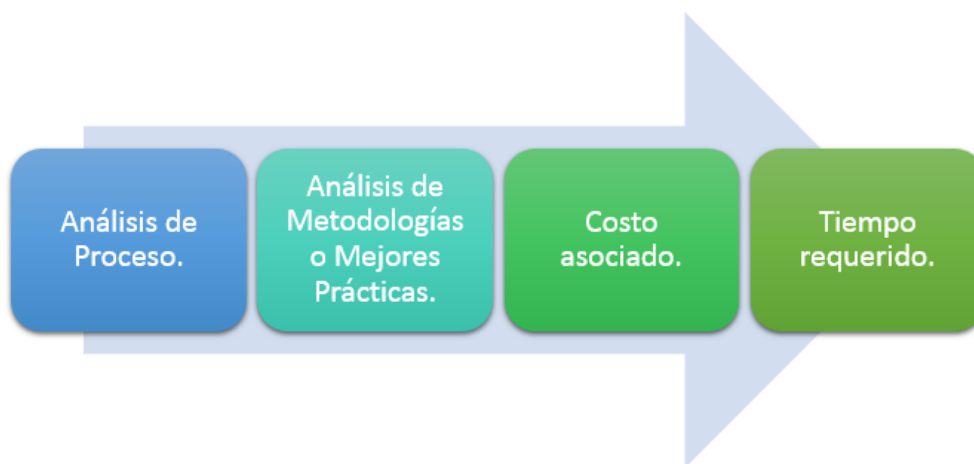 Análisis de
Proceso.
Análisis de
Metodologías
o Mejores
Prácticas.
Costo
asociado.
Tiempo
requerido.